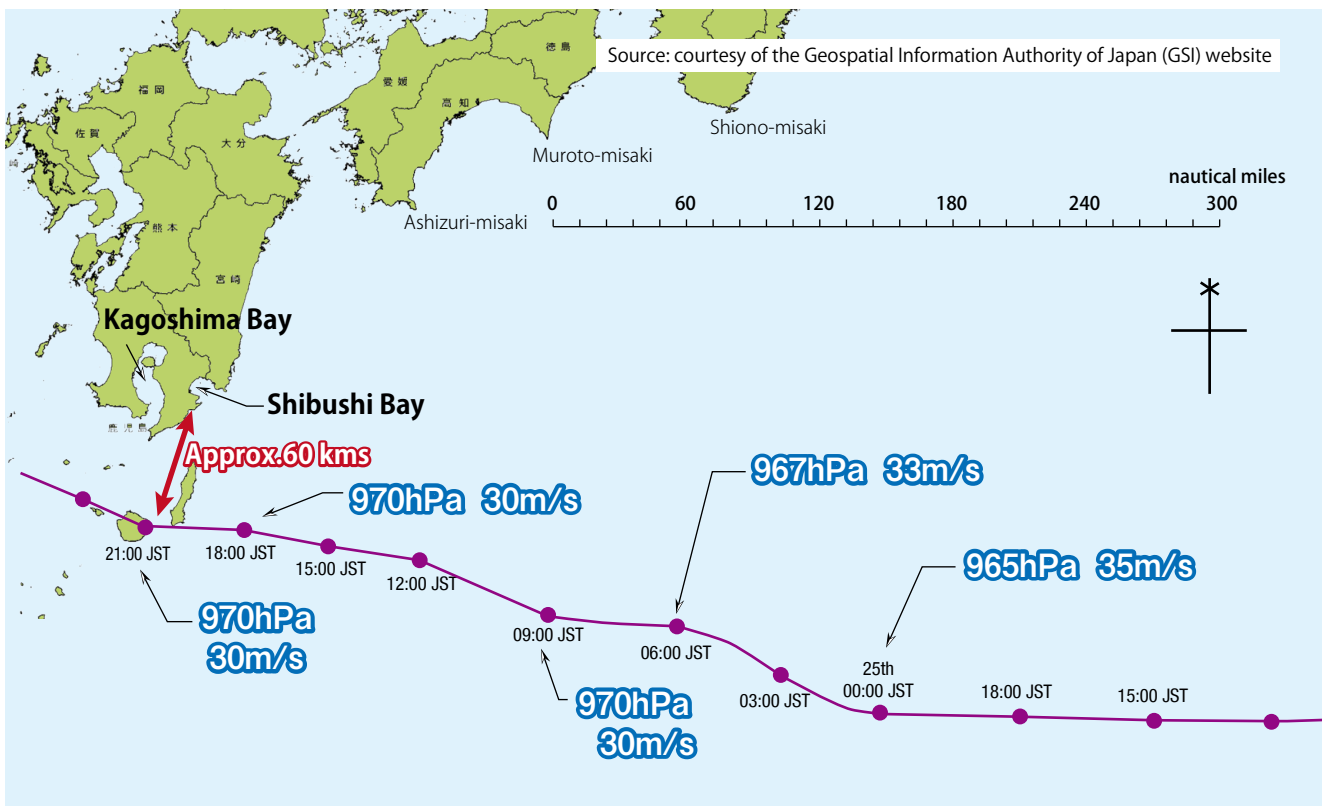 Source: courtesy of the Geospatial Information Authority of Japan (GSI) website
徳島
愛媛
福岡
高知
佐賀
大分
Shiono-misaki
Muroto-misaki
崎
nautical miles
0 60 120 180 240 300
Ashizuri-misaki
熊本
宮崎
Kagoshima Bay
Shibushi Bay
鹿児島
Approx.60 kms
967hPa 33m/s
970hPa 30m/s
21:00 JST
18:00 JST
15:00 JST
12:00 JST
965hPa 35m/s
970hPa
30m/s
09:00 JST
06:00 JST
03:00 JST
25th
00:00 JST
18:00 JST
15:00 JST
970hPa
30m/s